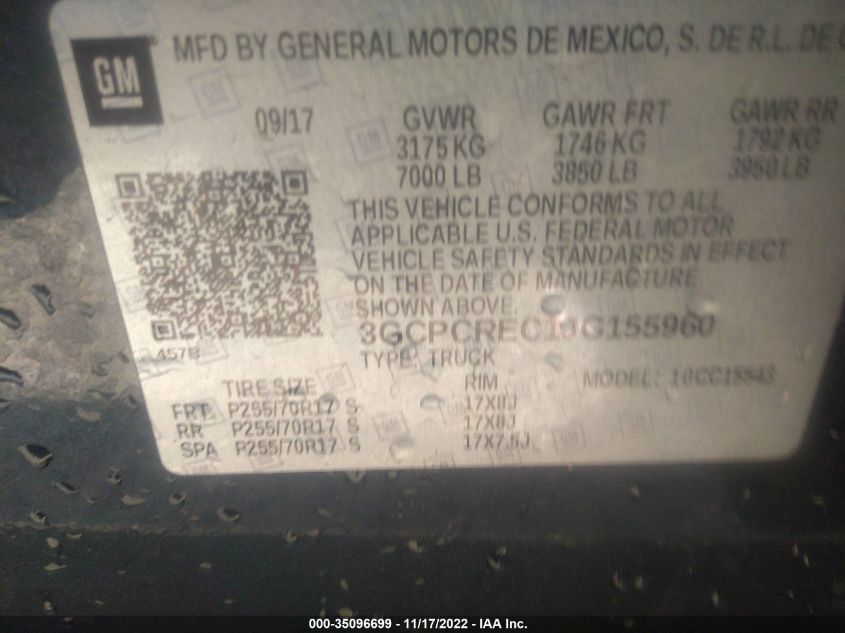 GM
MFD BY GENERAL MOTORS DE MEXICO, S. DE R.L. DE
09/17 GVWR GAWR FRT GAWR RR
3175 KG 1746 KG 1792 KG
7000 LB 3850 LB 3950 LB
THIS VEHICLE CONFORMS TO ALL
APPLICABLE U.S. FEDERAL MOTOR
VEHICLE SAFETY STANDARDS IN EFFECT
ON THE DATE OF MANUFACTURE
SHOWN ABOVE.
3GCPCREC1JG155960
457B
TYPE: TRUCK
TIRE SIZE RIM MODEL: 10CC15543
FRT. P255/70R17 S 17X8J
RR P255/70R17 S 17X8J
SPA P255/70R17 S 17X7.5J
000-35096699 - 11/17/2022 - IAA Inc.